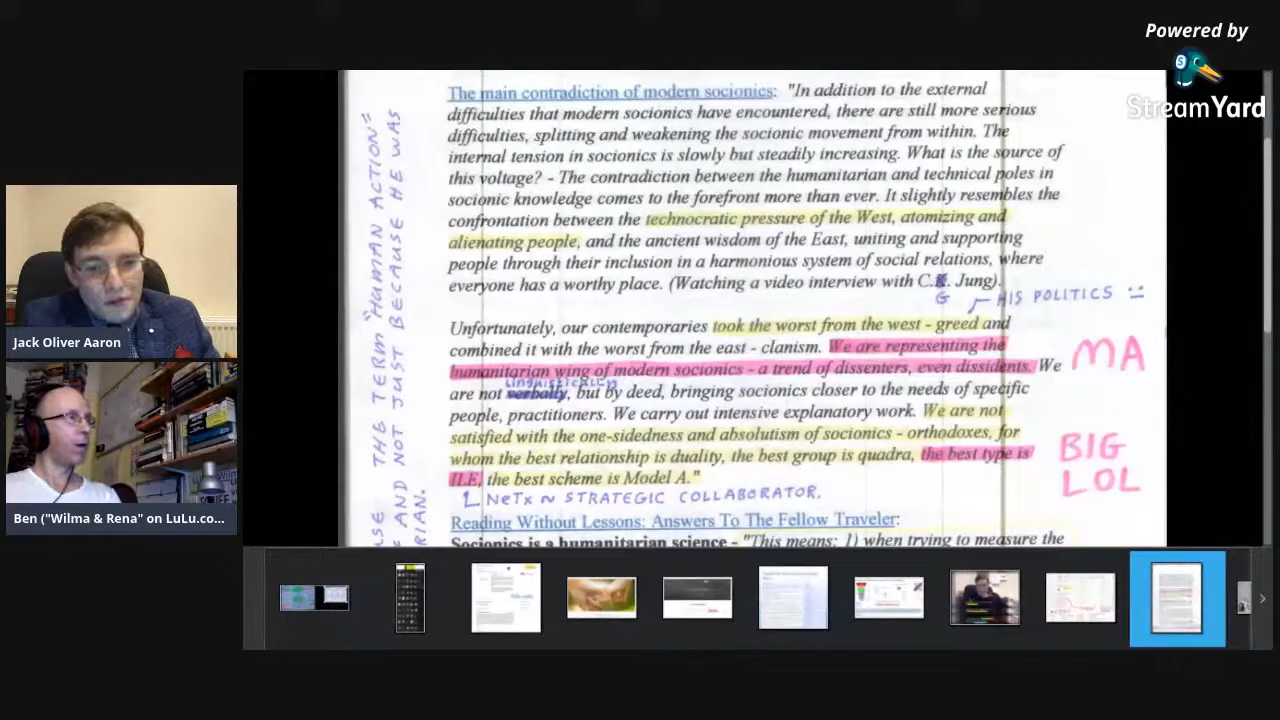 Powered by
StreamYard
The main contradiction of modern socionics: "In addition to the external
difficulties that modern socionics have encountered, there are still more serious
difficulties, splitting and weakening the socionic movement from within. The
internal tension in socionics is slowly but steadily increasing. What is the source of
this voltage? - The contradiction between the humanitarian and technical poles in
socionic knowledge comes to the forefront more than ever. It slightly resembles the
confrontation between the technocratic pressure of the West, atomizing and
alienating people, and the ancient wisdom of the East, uniting and supporting
people through their inclusion in a harmonious system of social relations, where
everyone has a worthy place. (Watching a video interview with C. Jung).
G
HIS POLITICS
Unfortunately, our contemporaries took the worst from the west - greed and
combined it with the worst from the east - clanism. We are representing the
humanitarian wing of modern socionics - a trend of dissenters, even dissidents. We
MA
linguistically
are not verbally, but by deed, bringing socionics closer to the needs of specific
people, practitioners. We carry out intensive explanatory work. We are not
satisfied with the one-sidedness and absolutism of socionics - orthodoxes, for
whom the best relationship is duality, the best group is quadra, the best type is
ILE, the best scheme is Model A."
BIG
LOL
NeTx ~ STRATEGIC COLLABORATOR.
Reading Without Lessons: Answers To The Fellow Traveler:
Socionics is a humanitarian science - "This means: 1) when trying to measure the
THE TERM "HUMAN ACTION"
AND NOT JUST BECAUSE HE WAS
Jack Oliver Aaron
Ben ("Wilma & Rena" on LuLu.co...